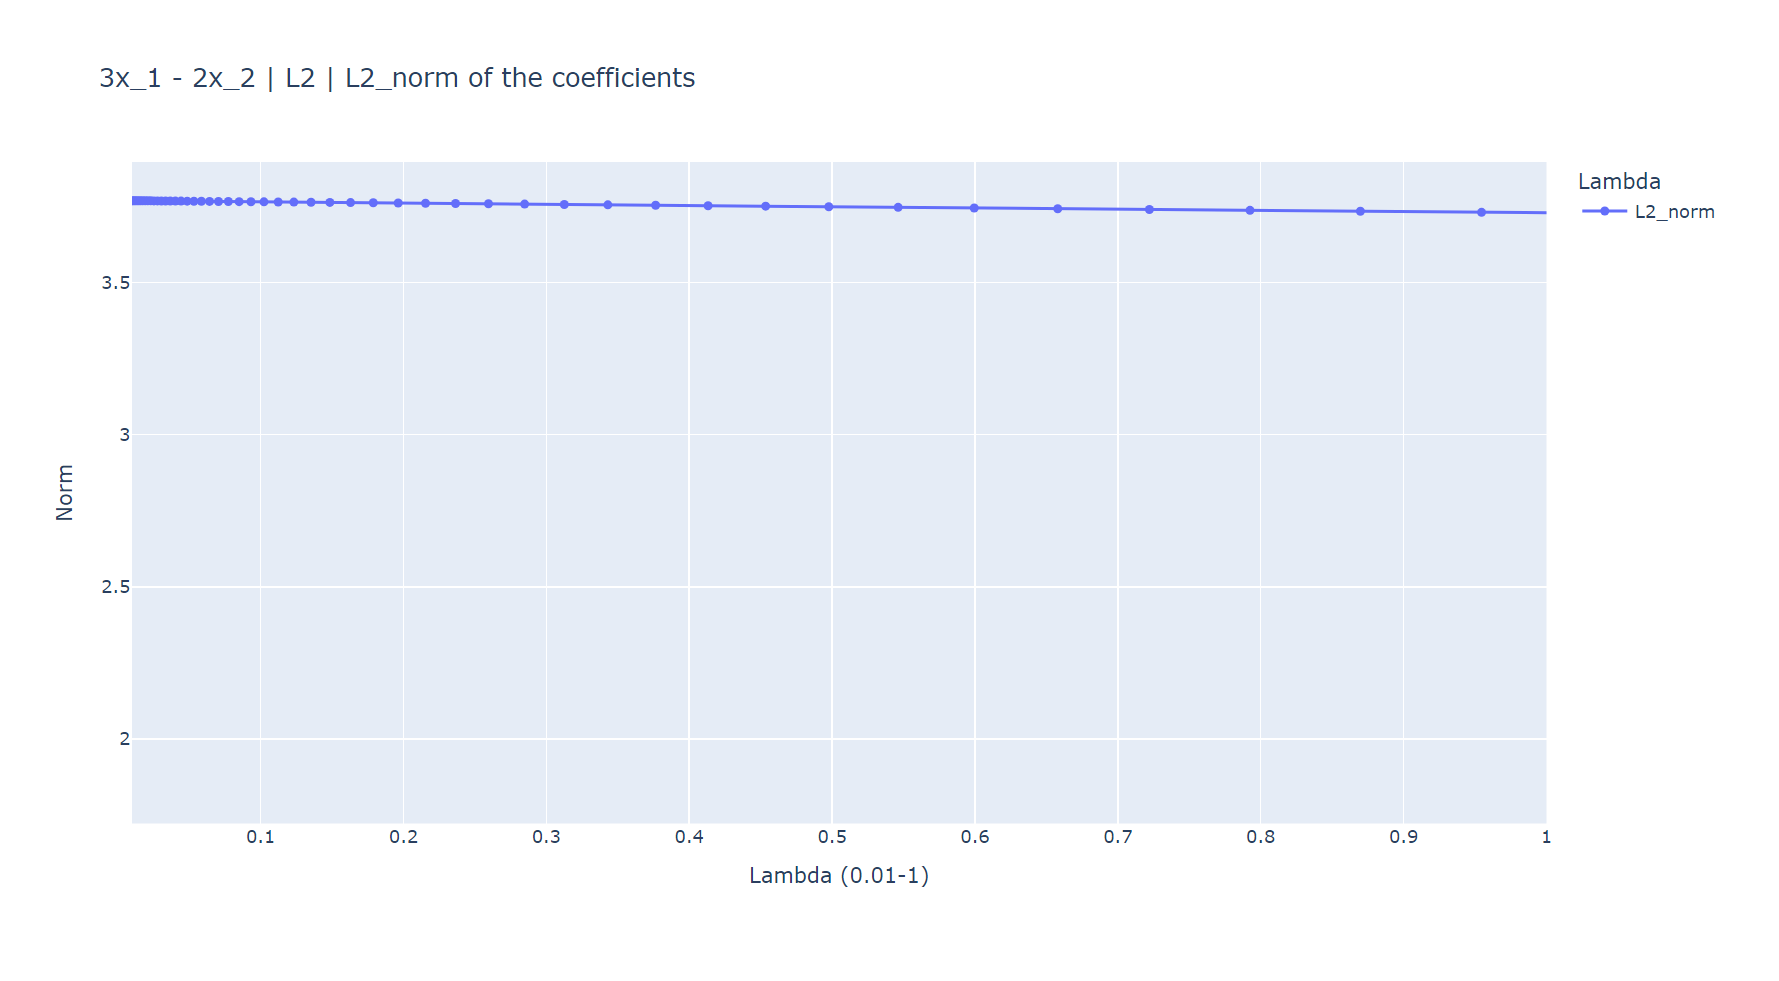 3x_1 - 2x_2 | L2 | L2_norm of the coefficients
Lambda
L2_norm
3.5
3
2.5
2
Norm
0.1 0.2 0.3 0.4 0.5 0.6 0.7 0.8 0.9 1
Lambda (0.01-1)